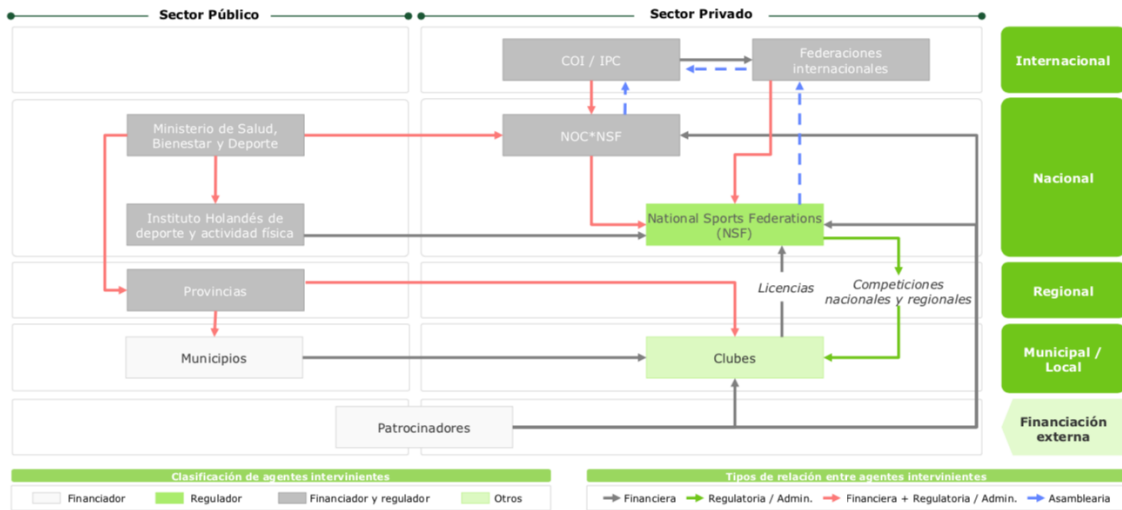 Sector Público
Sector Privado
COI / IPC
Federaciones
internacionales
Internacional
Ministerio de Salud,
Bienestar y Deporte
NOC*NSF
Nacional
Instituto Holandés de
deporte y actividad física
National Sports Federations
(NSF)
Provincias
Licencias
Competiciones
nacionales y regionales
Regional
Municipios
Clubes
Municipal /
Local
Patrocinadores
Financiación
externa
Clasificación de agentes intervinientes
Tipos de relación entre agentes intervinientes
Financiador
Regulador
Financiador y regulador
Otros
Financiera
Regulatoria / Admin.
Financiera + Regulatoria / Admin.
Asamblearia